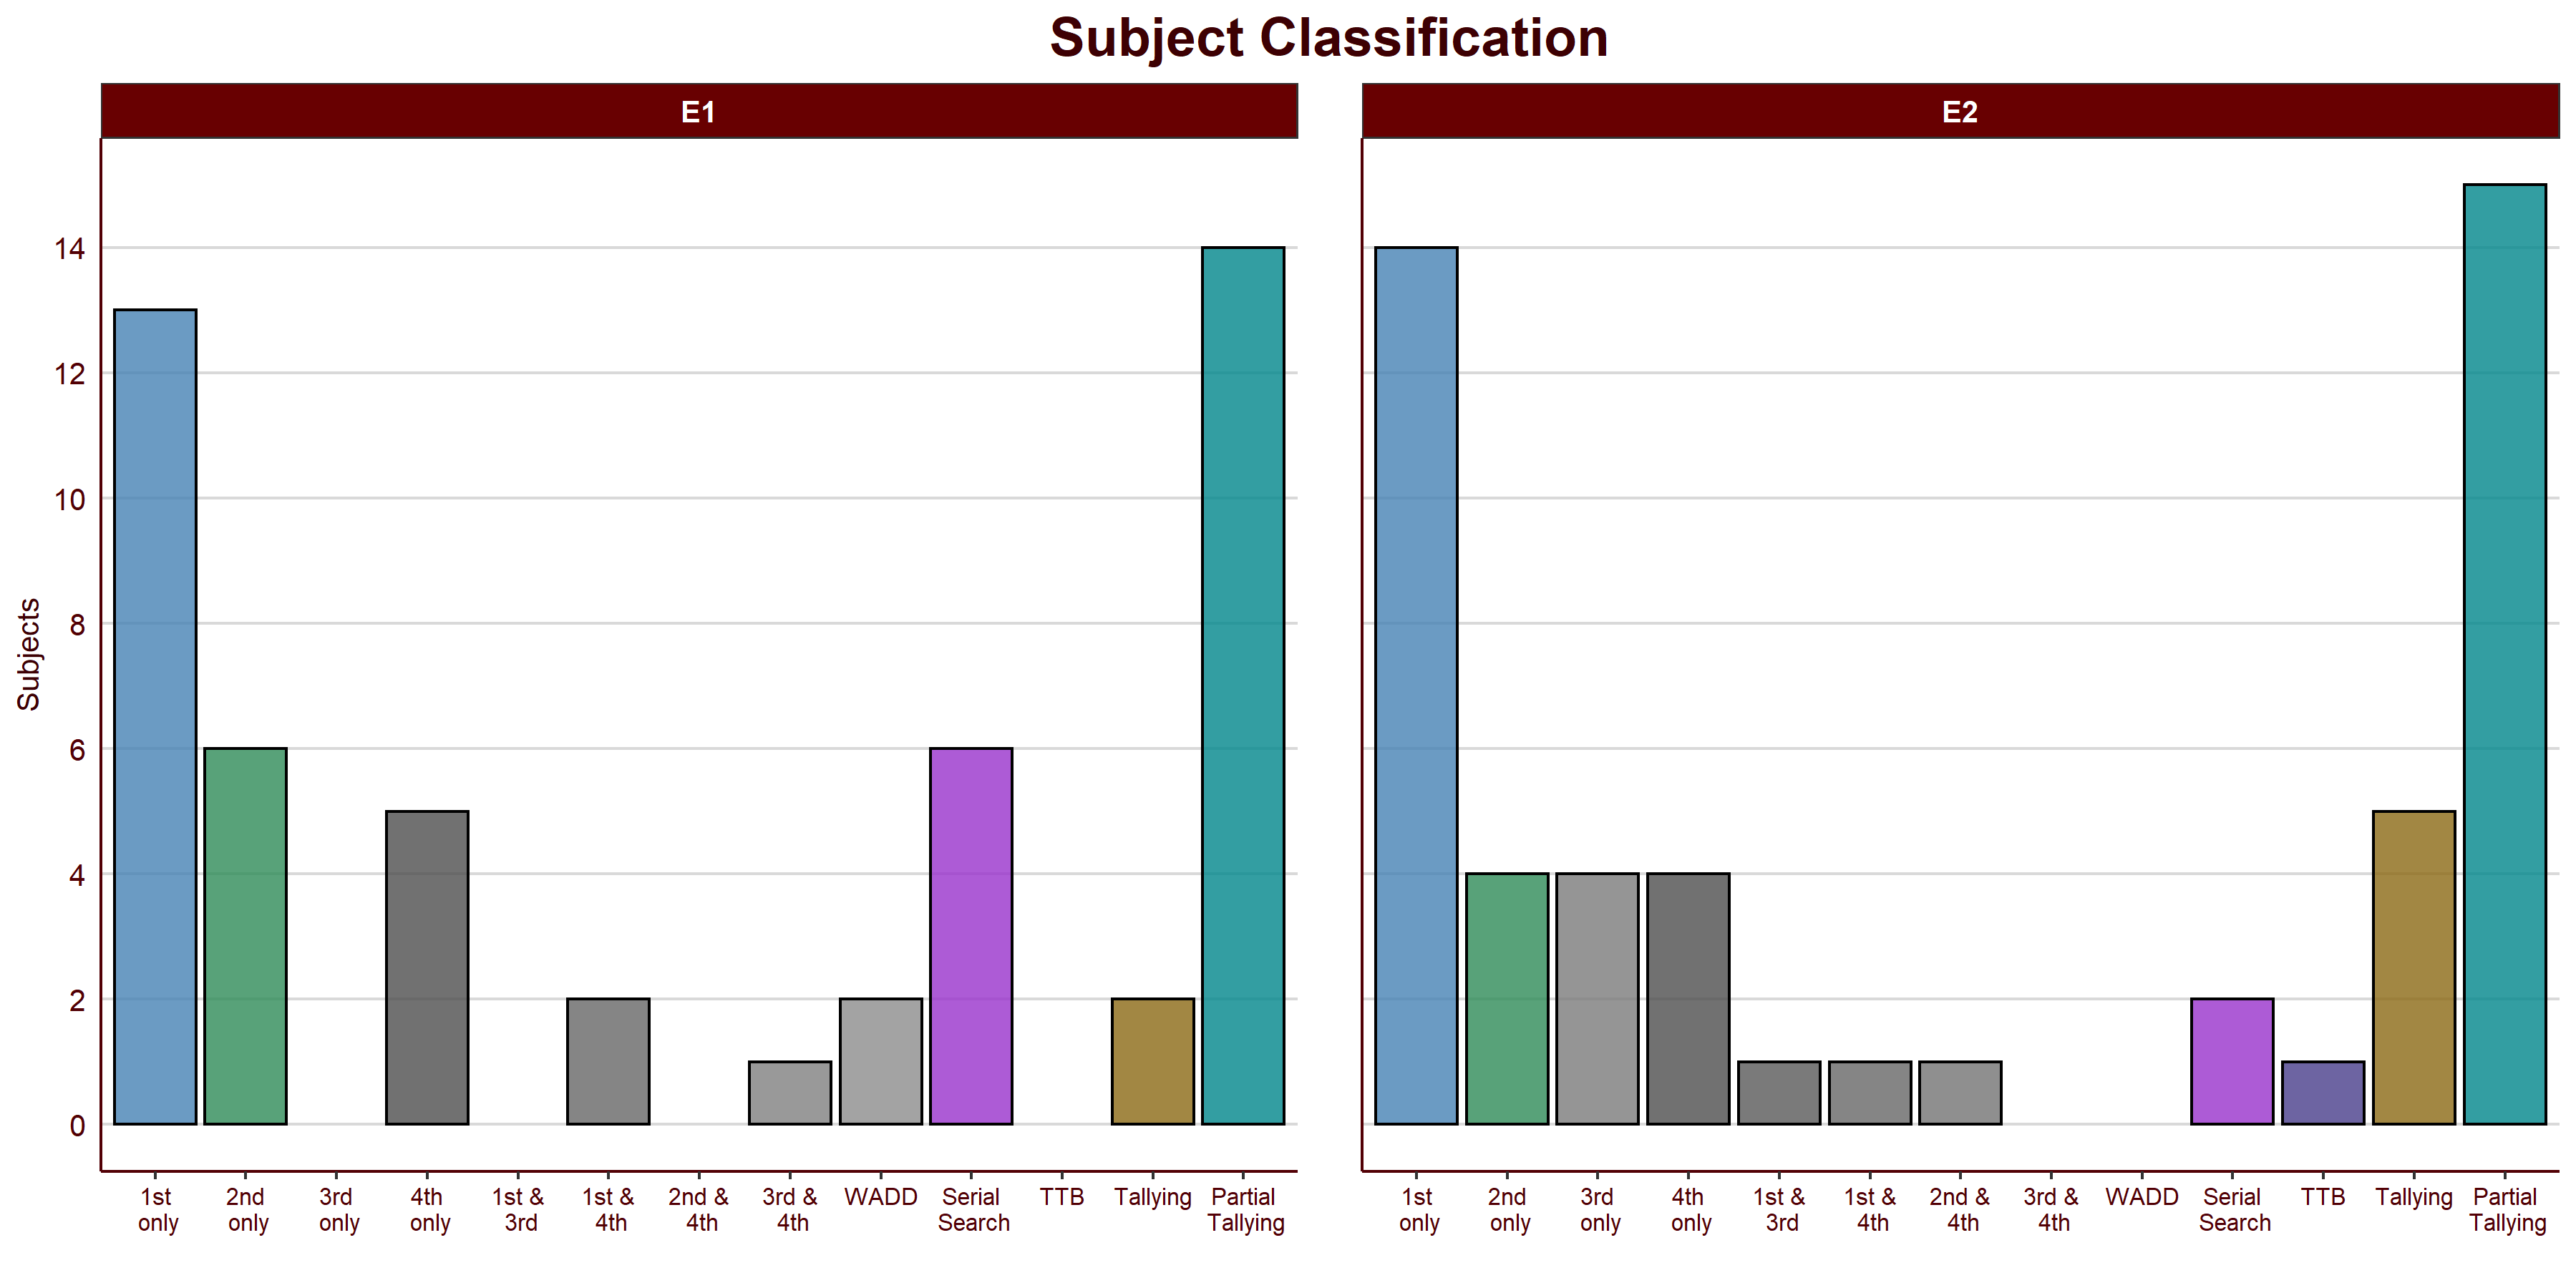 Subject Classification
E1
E2
Subjects
14
12
10
8
6
4
2
0
1st only
2nd only
3rd only
4th only
1st & 3rd
1st & 4th
2nd & 4th
3rd & 4th
WADD
Serial Search
TTB
Tallying
Partial Tallying
1st only
2nd only
3rd only
4th only
1st & 3rd
1st & 4th
2nd & 4th
3rd & 4th
WADD
Serial Search
TTB
Tallying
Partial Tallying